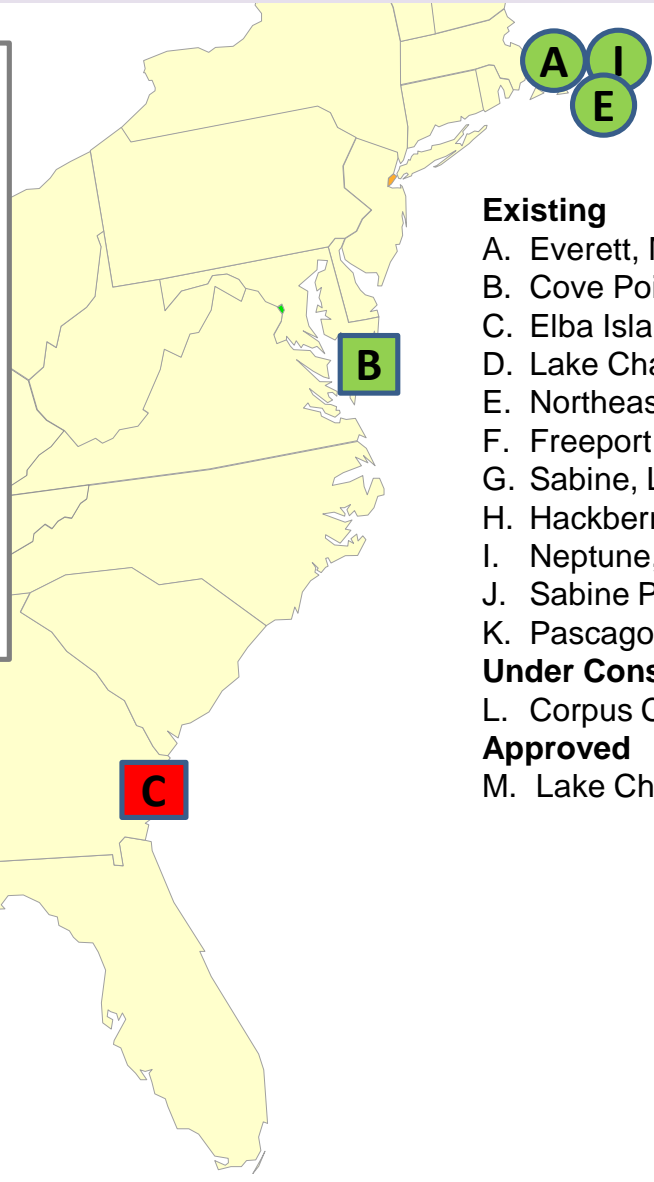 A I
E
B
C
Existing
A. Everett,
B. Cove Poi
C. Elba Isla
D. Lake Cha
E. Northeas
F. Freeport
G. Sabine, L
H. Hackberr
I. Neptune,
J. Sabine P
K. Pascago
Under Cons
L. Corpus C
Approved
M. Lake Ch